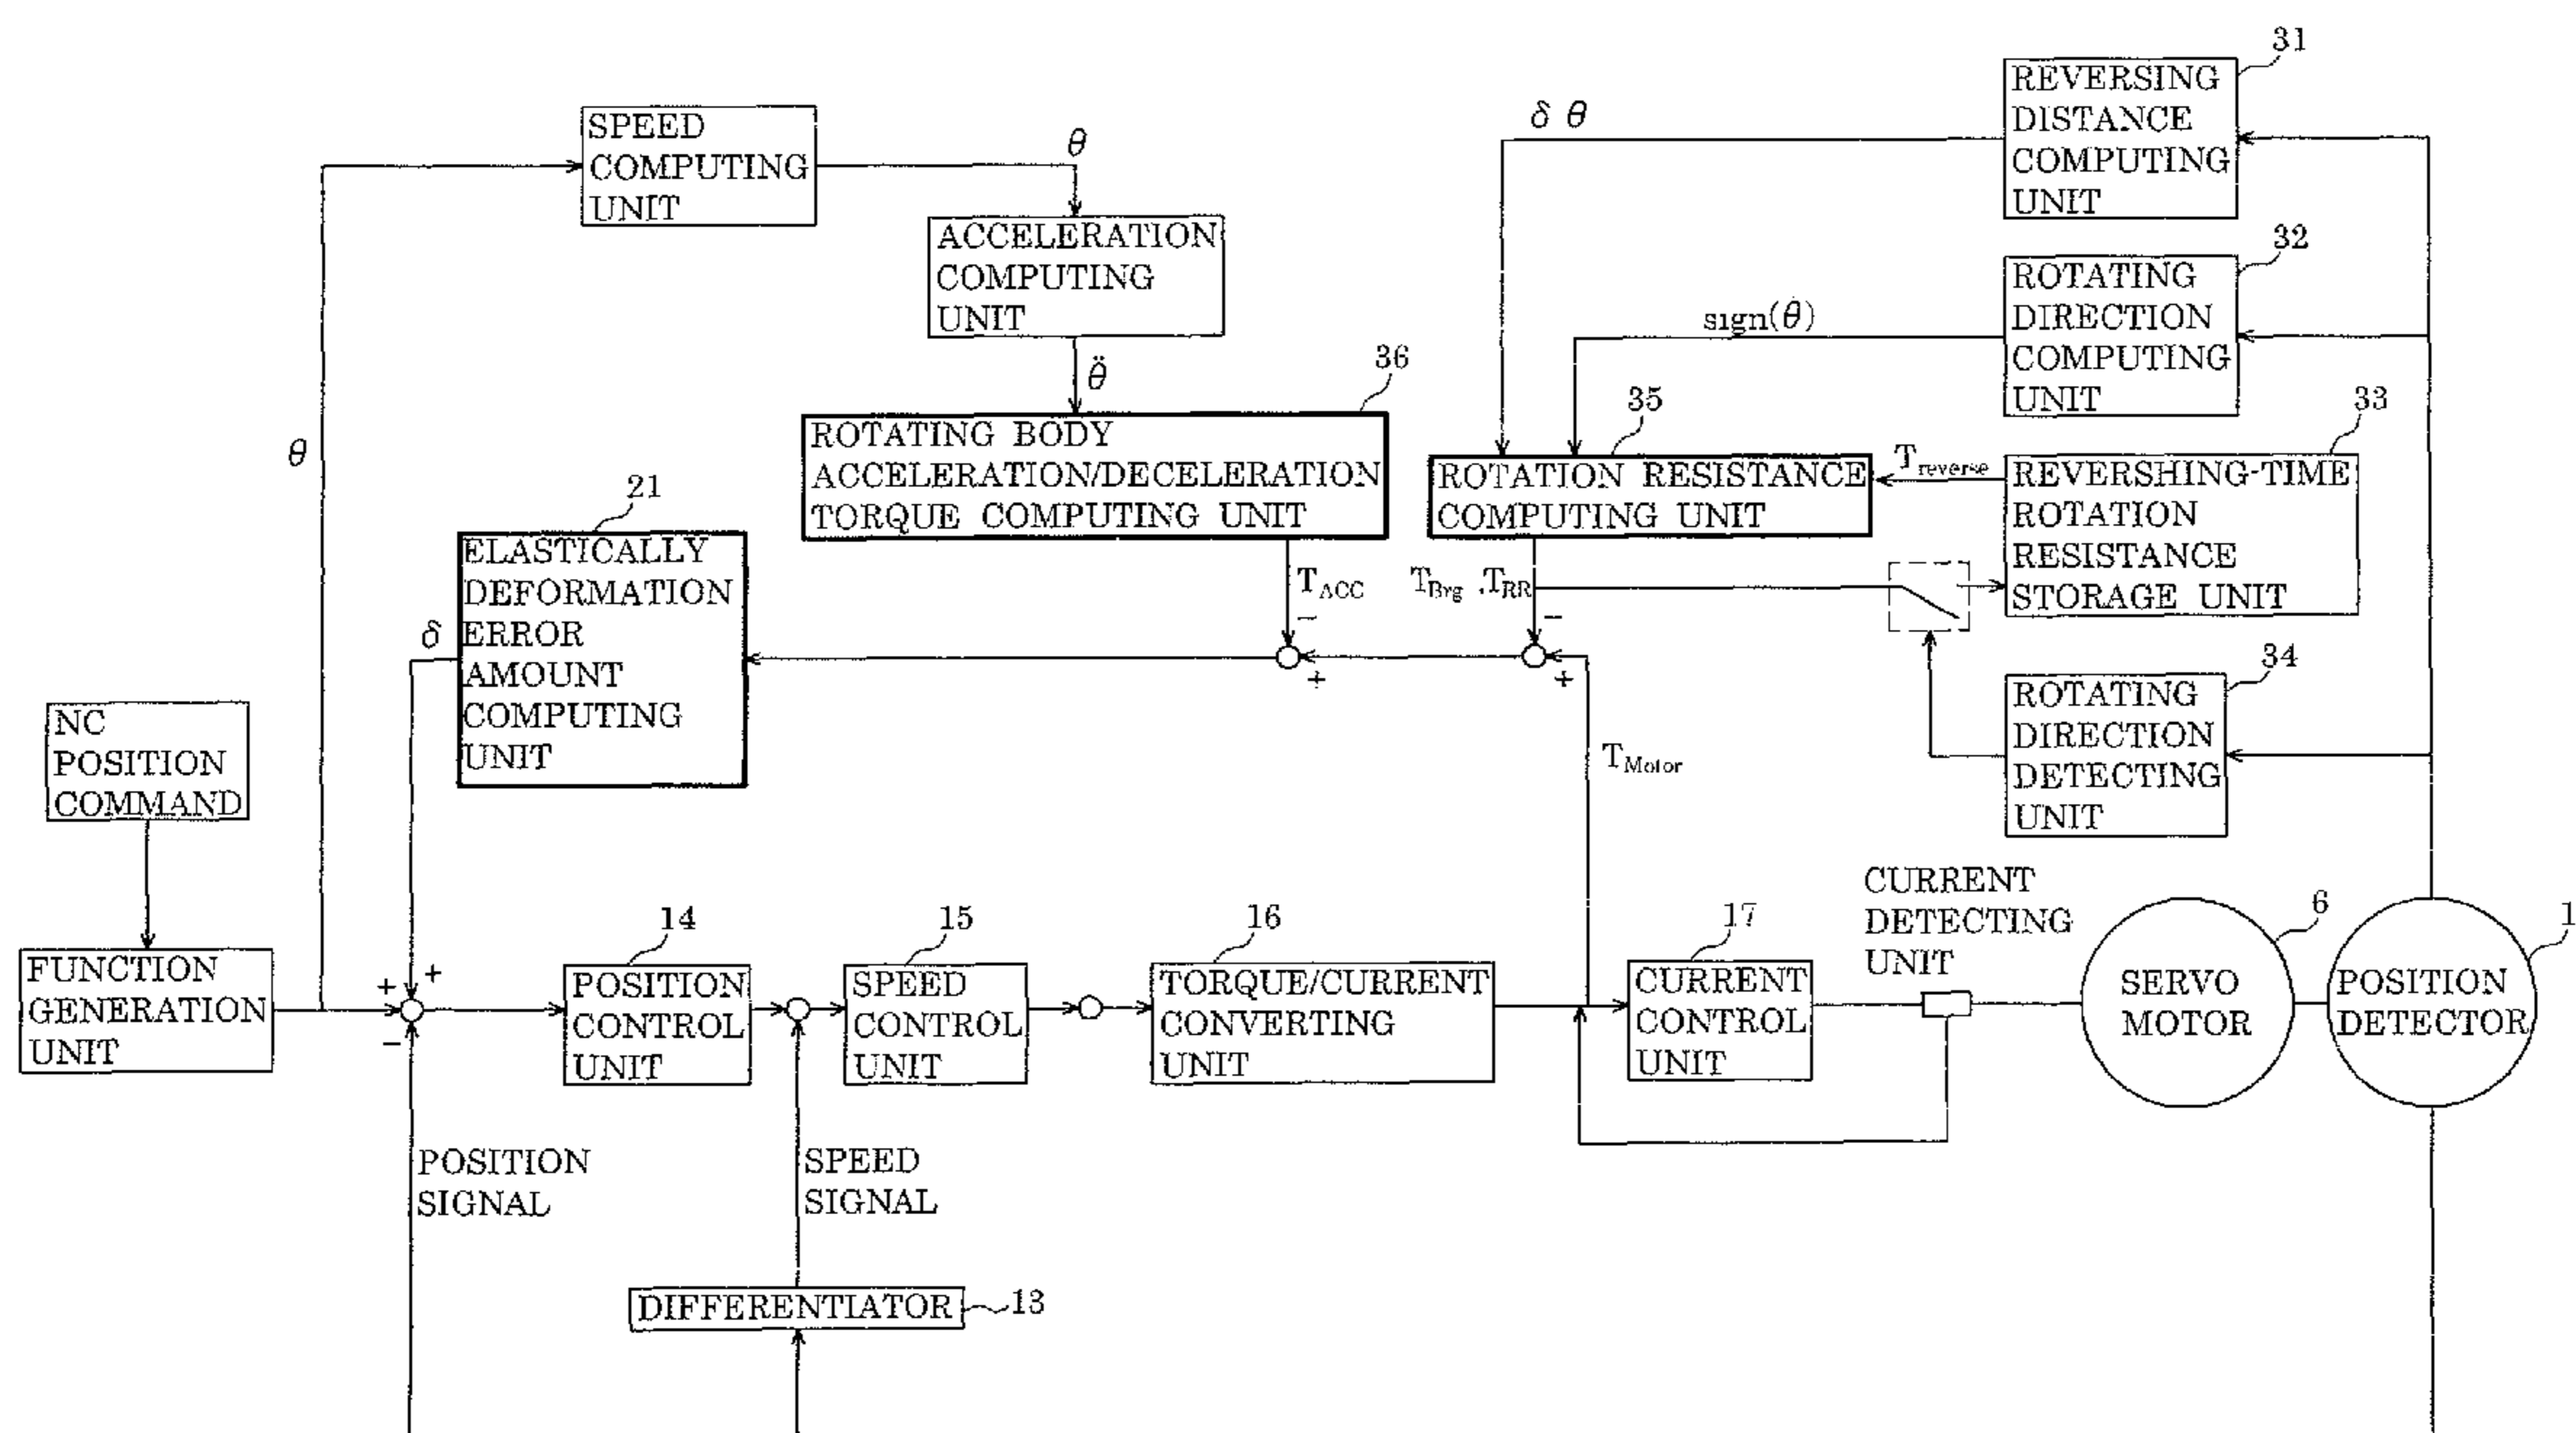 31
REVERSING
DISTANCE
COMPUTING
UNIT
δ θ
SPEED
COMPUTING
UNIT
θ
32
ROTATING
DIRECTION
COMPUTING
UNIT
sign(θ̇)
ACCELERATION
COMPUTING
UNIT
θ̈
36
ROTATING BODY
ACCELERATION/DECELERATION
TORQUE COMPUTING UNIT
35
ROTATION RESISTANCE
COMPUTING UNIT
33
Treverse
REVERSHING-TIME
ROTATION
RESISTANCE
STORAGE UNIT
θ
21
ELASTICALLY
DEFORMATION
ERROR
AMOUNT
COMPUTING
UNIT
δ
TACC
TBrg .TRR
−
−
+
+
34
ROTATING
DIRECTION
DETECTING
UNIT
NC
POSITION
COMMAND
TMotor
CURRENT
DETECTING
UNIT
FUNCTION
GENERATION
UNIT
+
+
−
14
POSITION
CONTROL
UNIT
15
SPEED
CONTROL
UNIT
16
TORQUE/CURRENT
CONVERTING
UNIT
17
CURRENT
CONTROL
UNIT
6
SERVO
MOTOR
1
POSITION
DETECTOR
POSITION
SIGNAL
SPEED
SIGNAL
DIFFERENTIATOR
13